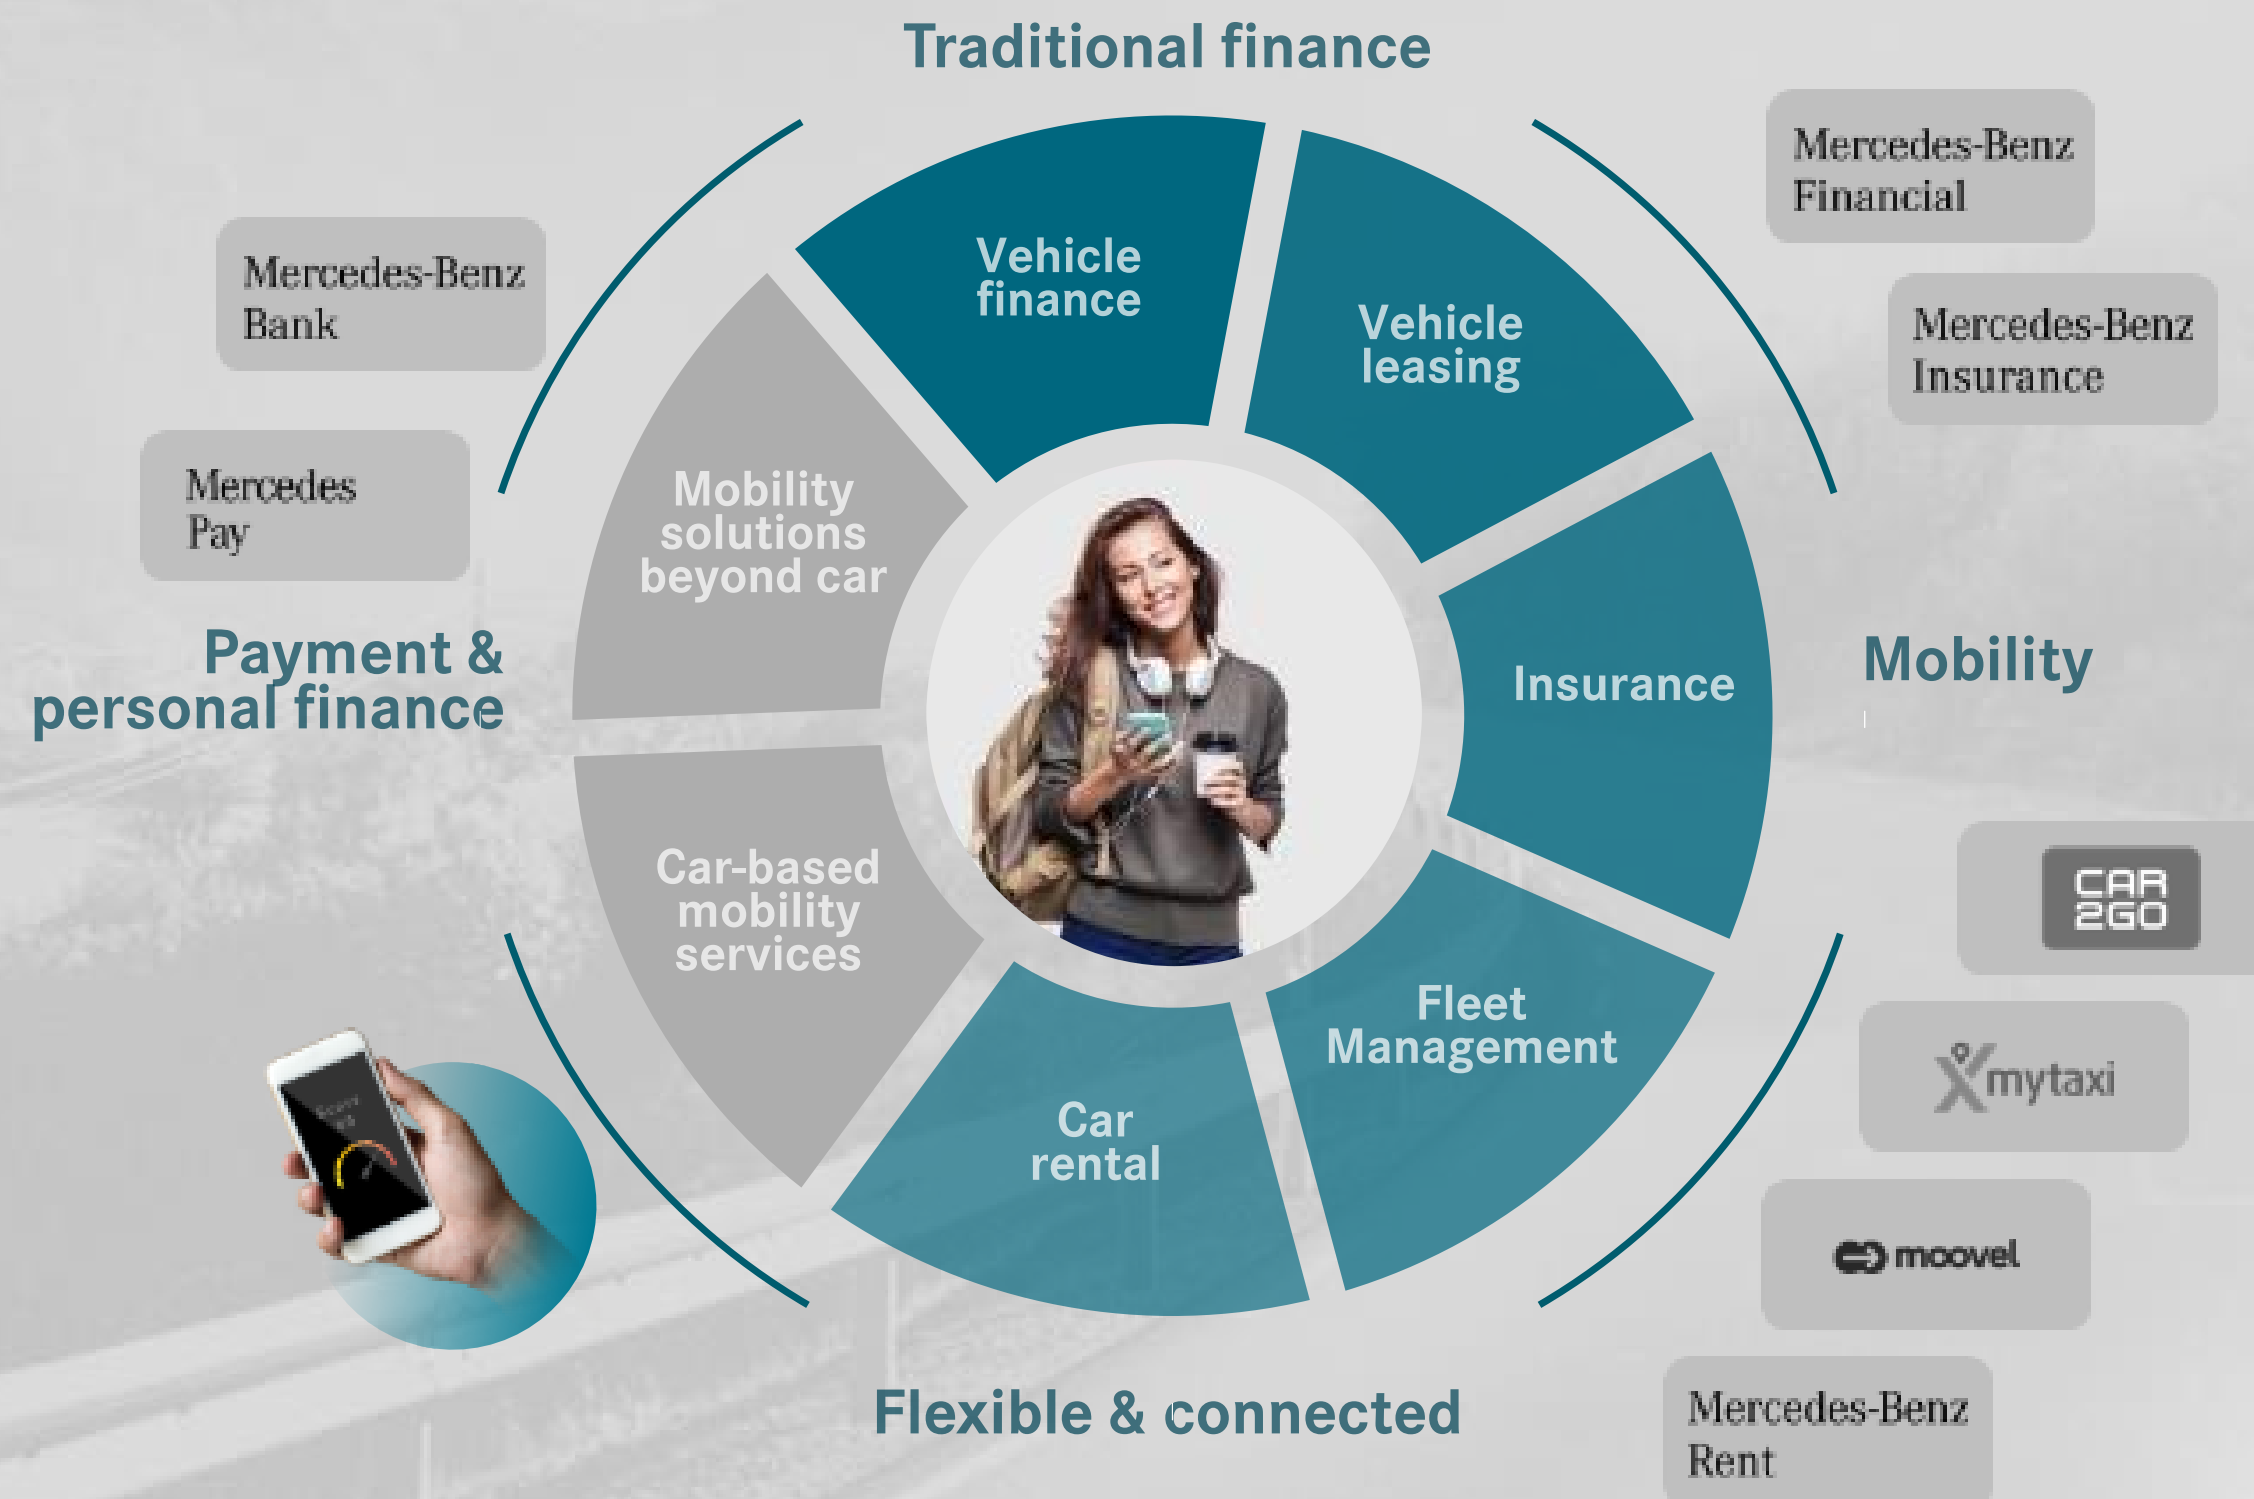 Traditional finance
Mercedes-Benz
Financial
Mercedes-Benz
Insurance
Mercedes-Benz
Bank
Mercedes
Pay
Vehicle
finance
Vehicle
leasing
Mobility
solutions
beyond car
Insurance
Payment &
personal finance
Mobility
Car-based
mobility
services
Fleet
Management
Car
rental
CAR
2GO
mytaxi
moovel
Flexible & connected
Mercedes-Benz
Rent